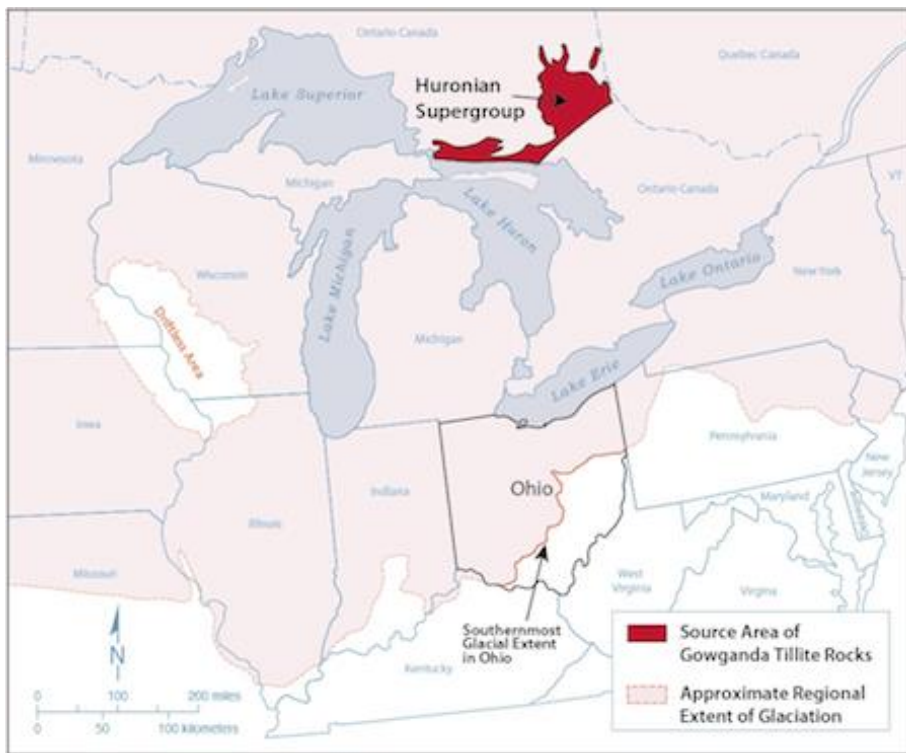 Ontario Canada
Quebec Canada
Huronian
Supergroup
Lake Superior
Minnesota
Michigan
Ontario Canada
VT
Lake Huron
Lake Ontario
Wisconsin
New York
Lake Michigan
Driftless Area
Michigan
Lake Erie
Iowa
Pennsylvania
New
Jersey
Ohio
Indiana
Maryland
Illinois
Missouri
West
Virginia
Virginia
Southernmost
Glacial Extent
in Ohio
Kentucky
N
0 100 200 miles
0 50 100 kilometers
Source Area of
Gowganda Tillite Rocks
Approximate Regional
Extent of Glaciation